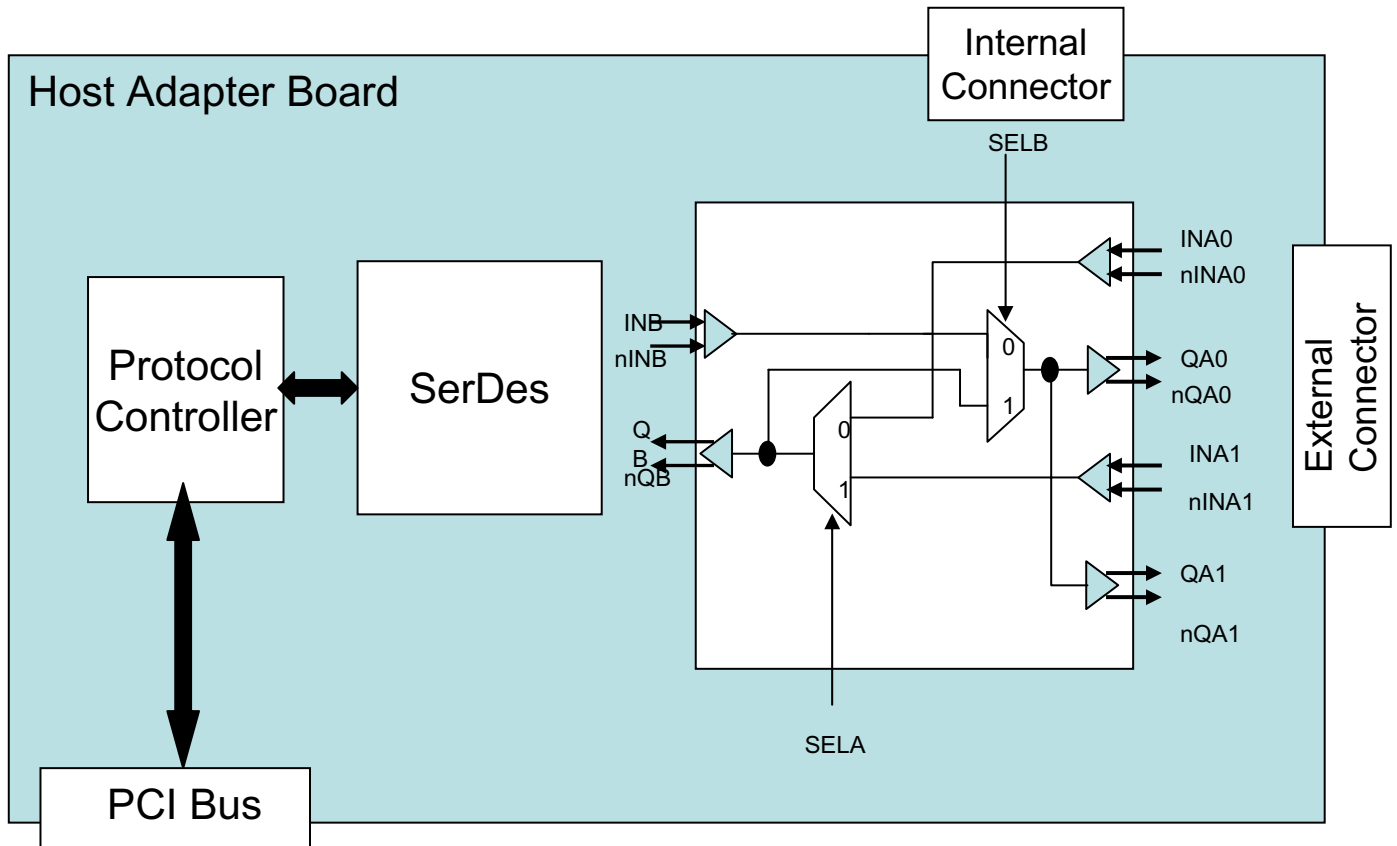 Internal
Connector
Host Adapter Board
SELB
INA0
nINA0
INB
nINB
0
QA0
nQA0
Protocol
Controller
SerDes
1
0
External
Connector
Q
B
nQB
INA1
nINA1
1
QA1
nQA1
SELA
PCI Bus